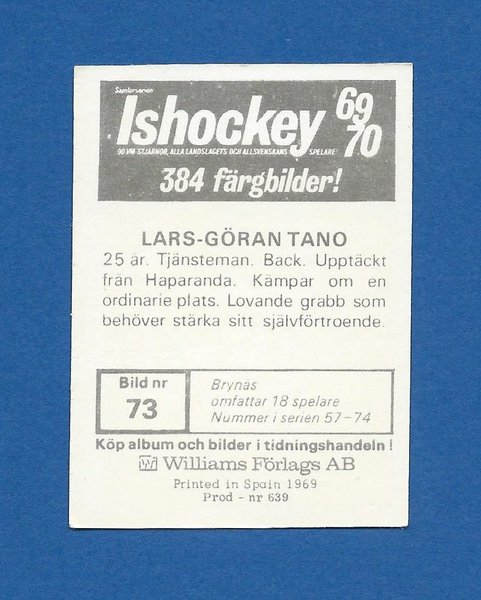 Samlarserien
Ishockey 69 70
90 VM-STJÄRNOR, ALLA LANDSLAGETS OCH ALLSVENSKANS SPELARE!
384 färgbilder!
LARS-GÖRAN TANO
25 år. Tjänsteman. Back. Upptäckt
från Haparanda. Kämpar om en
ordinarie plats. Lovande grabb som
behöver stärka sitt självförtroende.
Bild nr
73
Brynäs
omfattar 18 spelare
Nummer i serien 57-74
Köp album och bilder i tidningshandeln!
Wf Williams Förlags AB
Printed in Spain 1969
Prod - nr 639